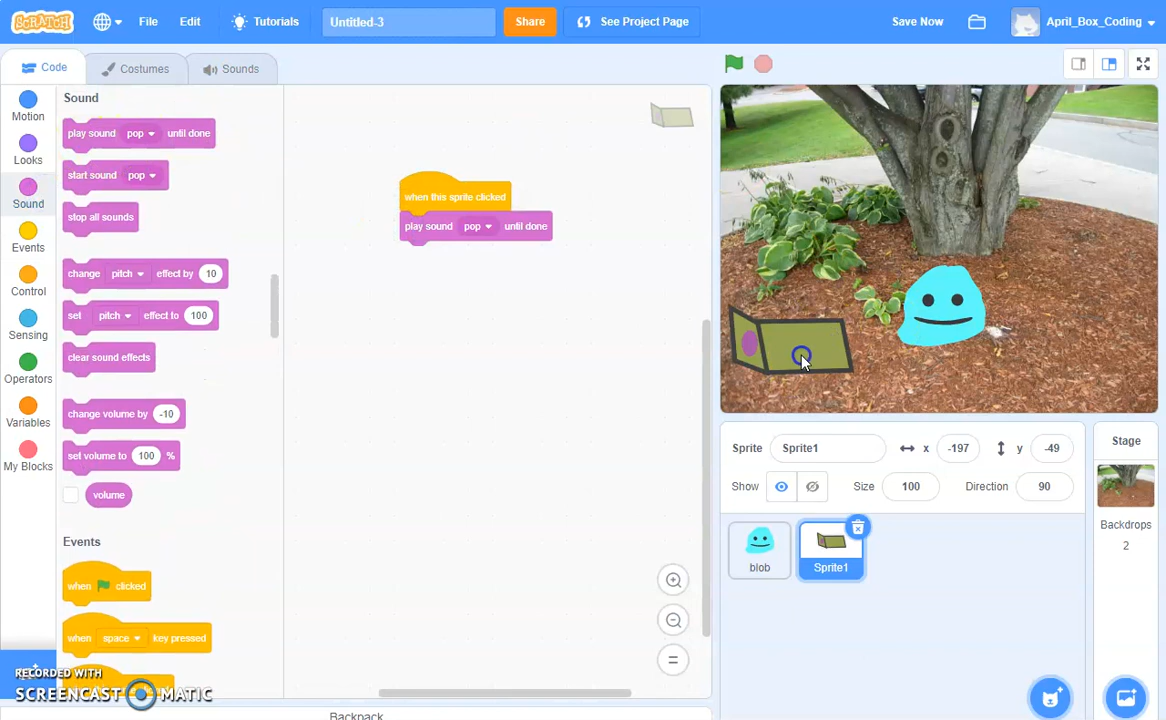 SCRATCH File Edit Tutorials Untitled-3 Share See Project Page Save Now April_Box_Coding
Code Costumes Sounds
Motion
Looks
Sound
Events
Control
Sensing
Operators
Variables
My Blocks
Sound
play sound pop until done
start sound pop
stop all sounds
change pitch effect by 10
set pitch effect to 100
clear sound effects
change volume by -10
set volume to 100 %
volume
Events
when clicked
when space key pressed
when this sprite clicked
play sound pop until done
Sprite Sprite1 x -197 y -49
Show Size 100 Direction 90
blob
Sprite1
Stage
Backdrops
2
Backpack
RECORDED WITH
SCREENCAST MATIC